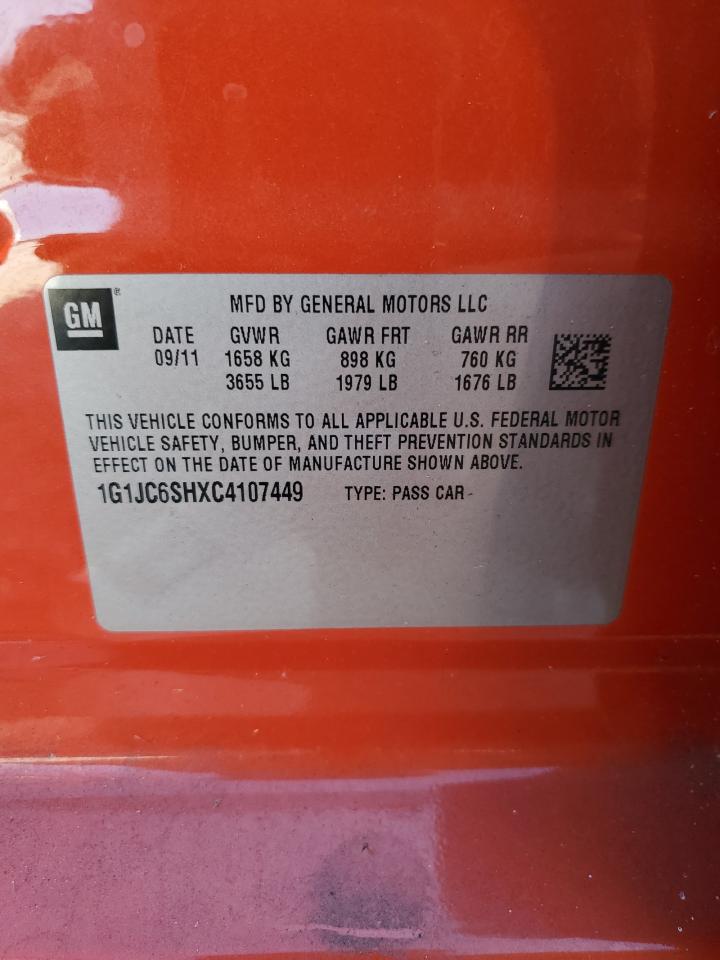 GM®
MFD BY GENERAL MOTORS LLC
DATE GVWR GAWR FRT GAWR RR
09/11 1658 KG 898 KG 760 KG
3655 LB 1979 LB 1676 LB
THIS VEHICLE CONFORMS TO ALL APPLICABLE U.S. FEDERAL MOTOR
VEHICLE SAFETY, BUMPER, AND THEFT PREVENTION STANDARDS IN
EFFECT ON THE DATE OF MANUFACTURE SHOWN ABOVE.
1G1JC6SHXC4107449 TYPE: PASS CAR